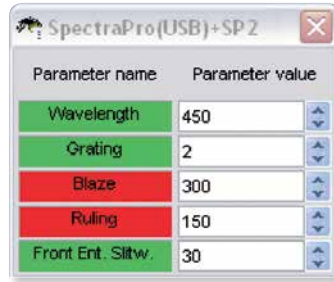 SpectraPro(USB)+SP2
Parameter name Parameter value
Wavelength 450
Grating 2
Blaze 300
Ruling 150
Front Ent. Slitw. 30